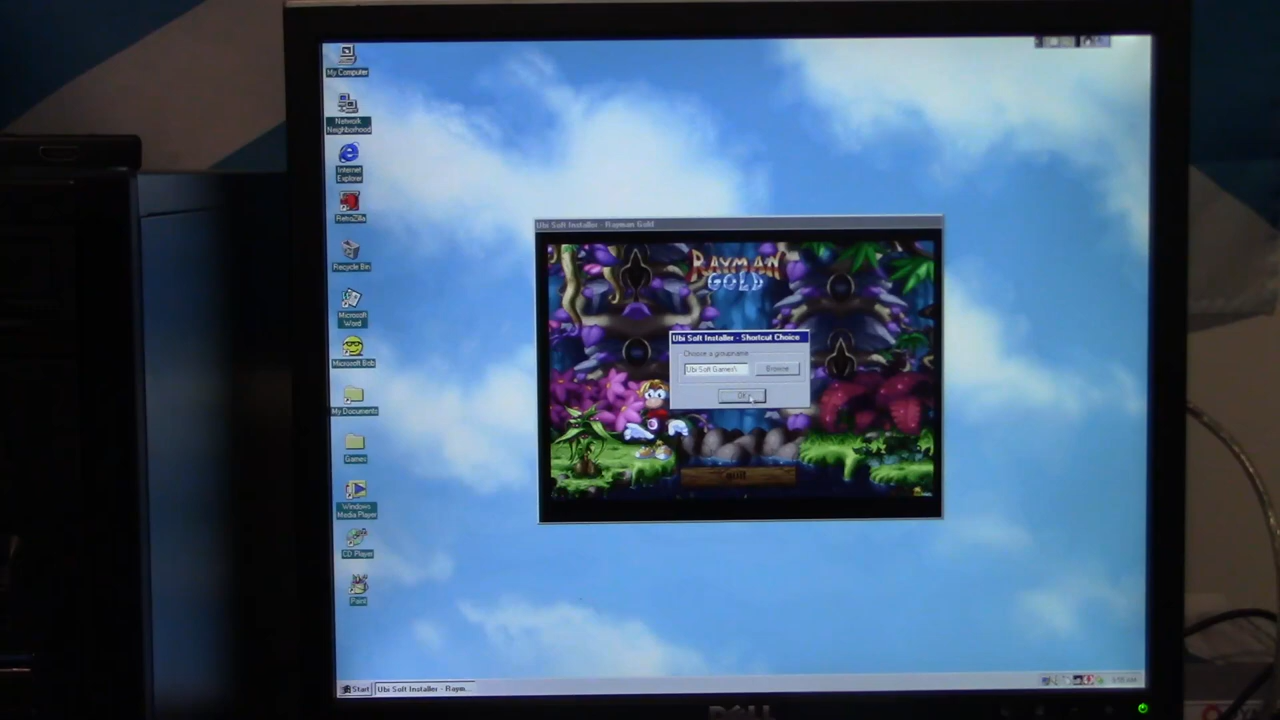 My Computer
Network
Neighborhood
Internet
Explorer
RetroZilla
Recycle Bin
Microsoft
Word
Microsoft Bob
My Documents
Games
Windows
Media Player
CD Player
Paint
Ubi Soft Installer - Rayman Gold
RAYMAN
GOLD
Ubi Soft Installer - Shortcut Choice
Choose a groupname
Ubi Soft Games\
Browse
OK
Start
Ubi Soft Installer - Raym...
DELL